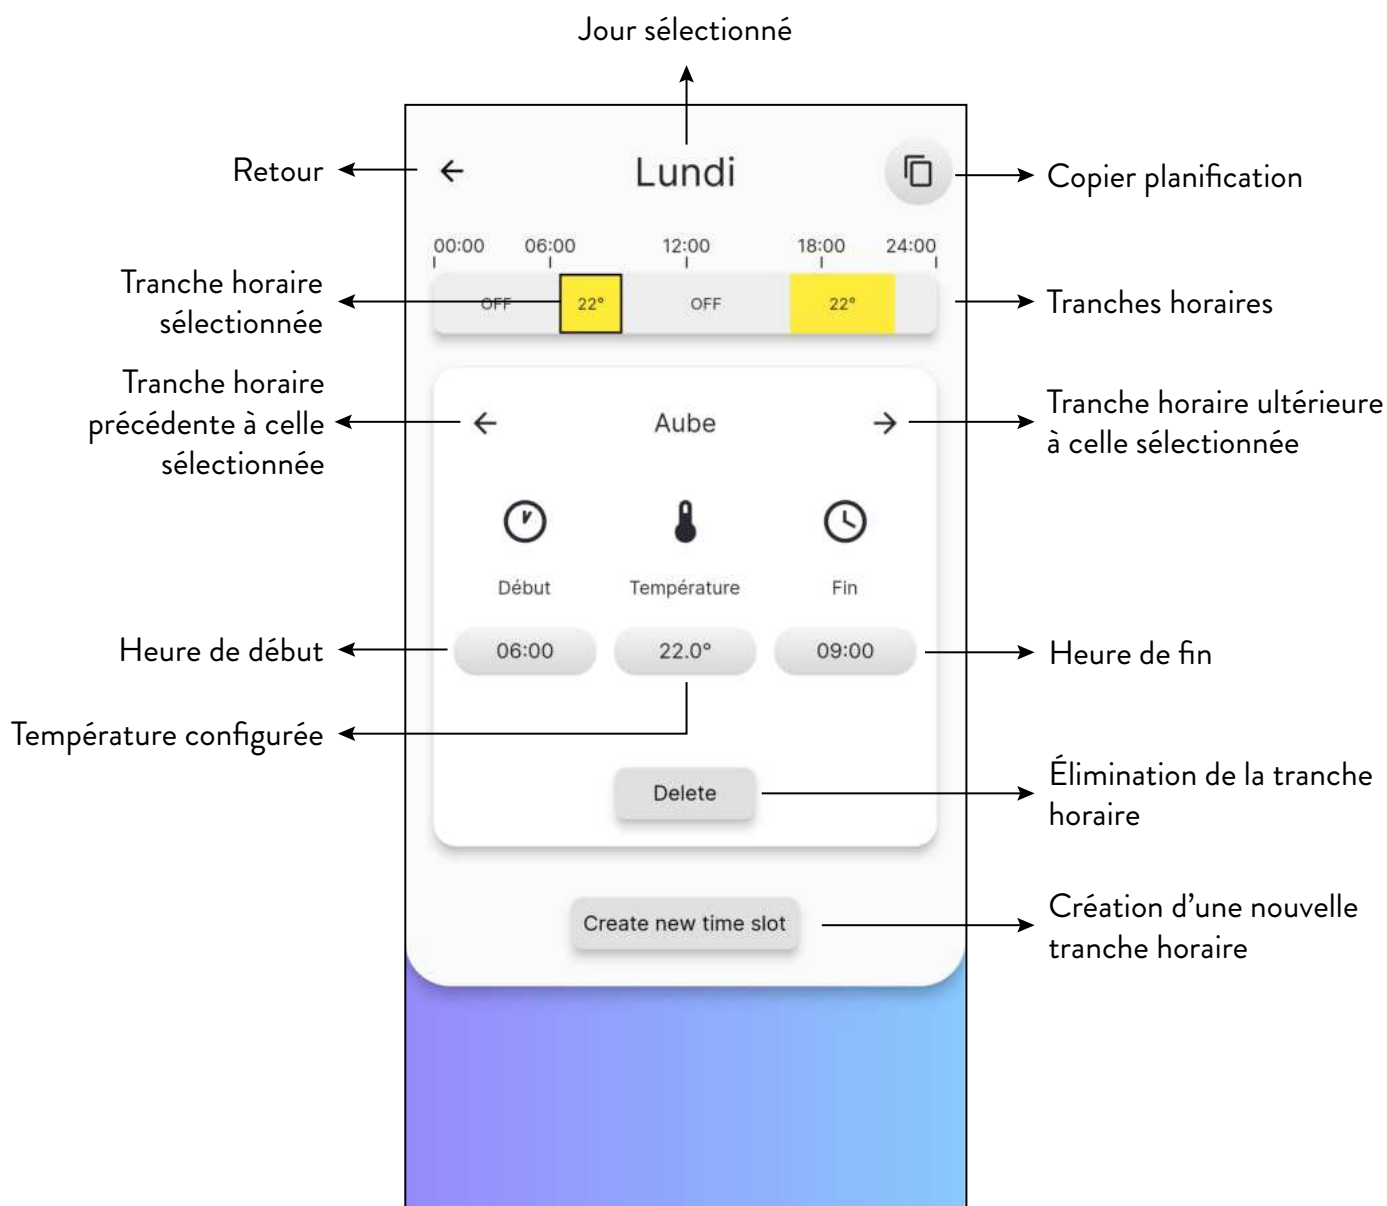 Jour sélectionné
Retour
Lundi
Copier planification
00:00 06:00 12:00 18:00 24:00
Tranche horaire
sélectionnée
OFF 22° OFF 22°
Tranches horaires
Tranche horaire
précédente à celle
sélectionnée
Aube
Tranche horaire ultérieure
à celle sélectionnée
Début Température Fin
Heure de début
06:00 22.0° 09:00
Heure de fin
Température configurée
Delete
Élimination de la tranche
horaire
Create new time slot
Création d'une nouvelle
tranche horaire